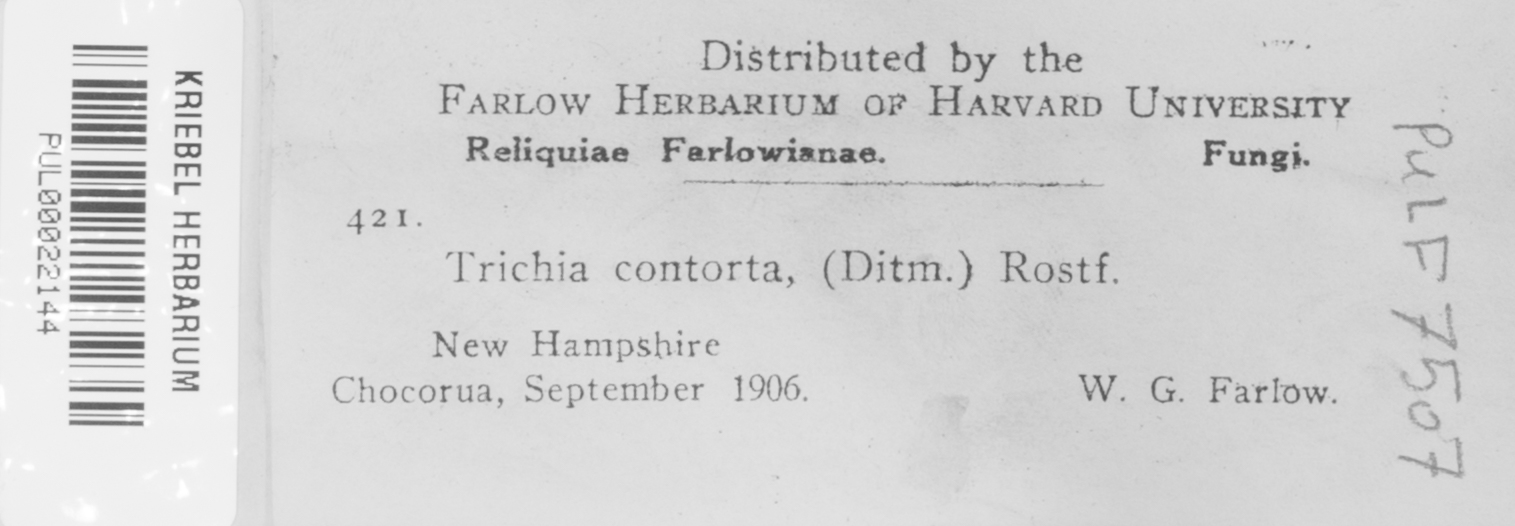 KRIEBEL HERBARIUM
PUL00022144
Distributed by the
FARLOW HERBARIUM OF HARVARD UNIVERSITY
Reliquiae Farlowianae. Fungi.
421.
Trichia contorta, (Ditm.) Rostf.
New Hampshire
Chocorua, September 1906. W. G. Farlow.
PUL F 7507